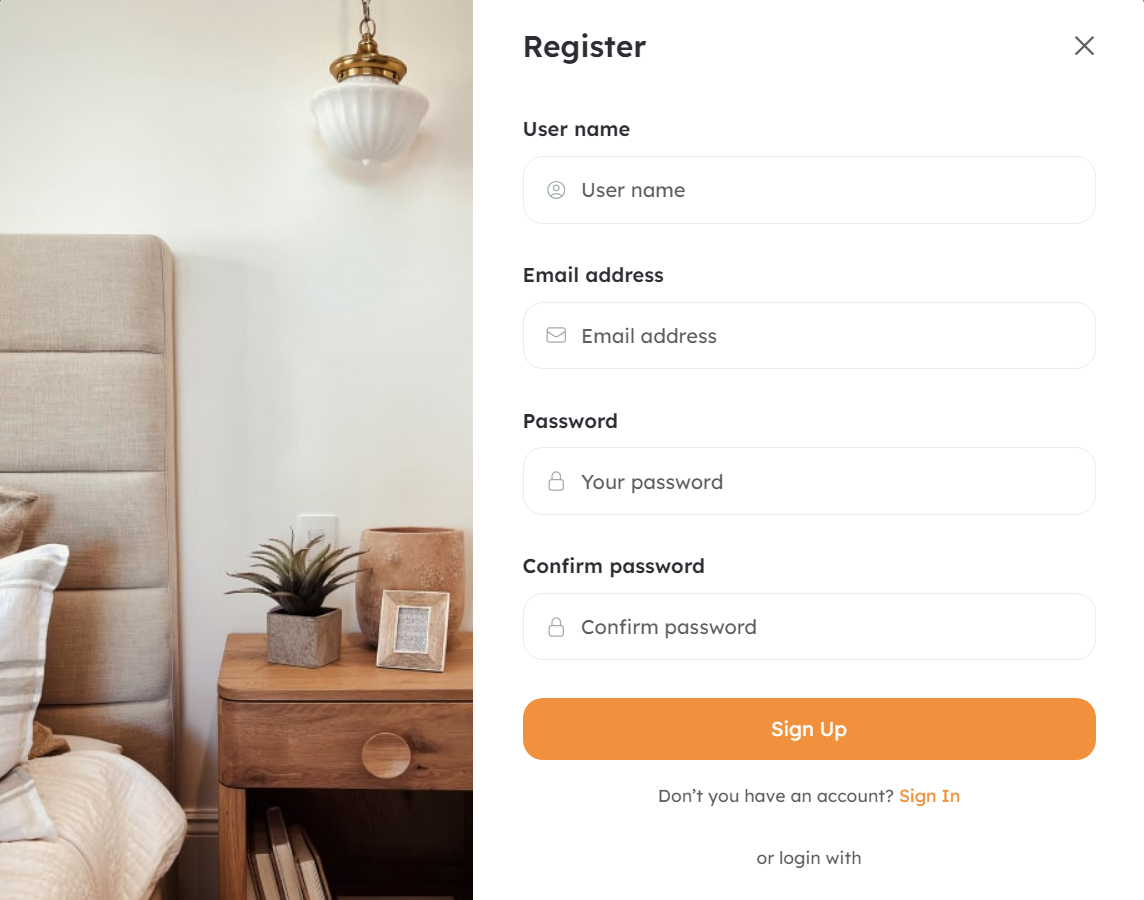 Register
User name
User name
Email address
Email address
Password
Your password
Confirm password
Confirm password
Sign Up
Don’t you have an account? Sign In
or login with